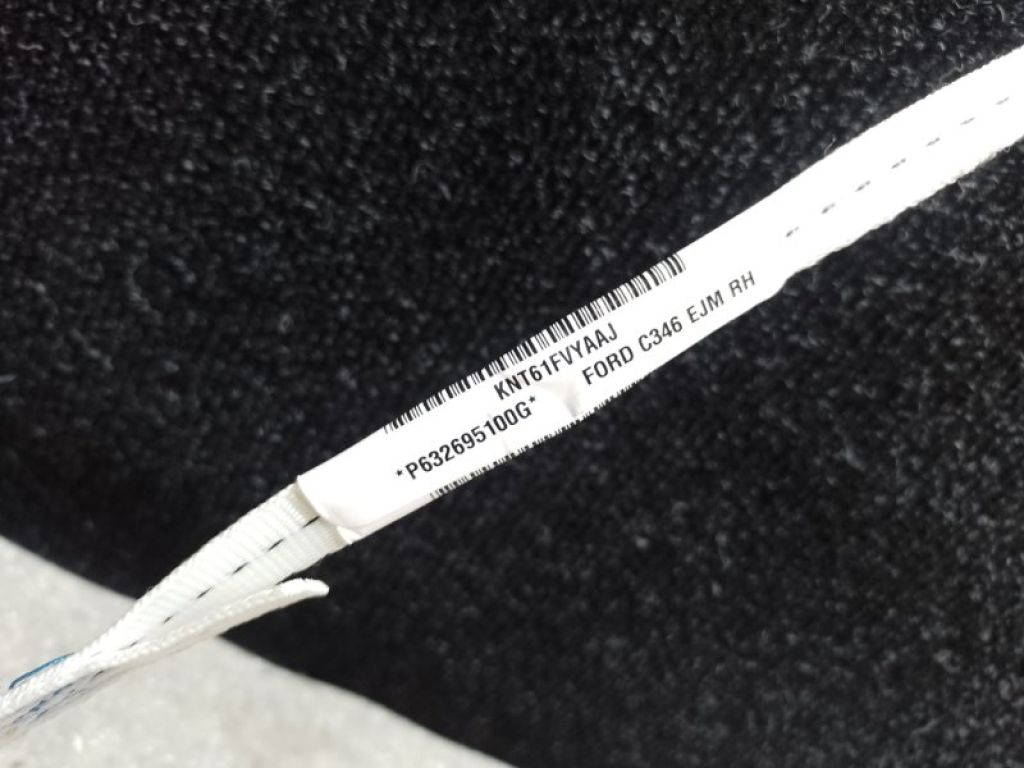 KNT61FVYAAJ
*P632695100G* FORD C346 EJM RH